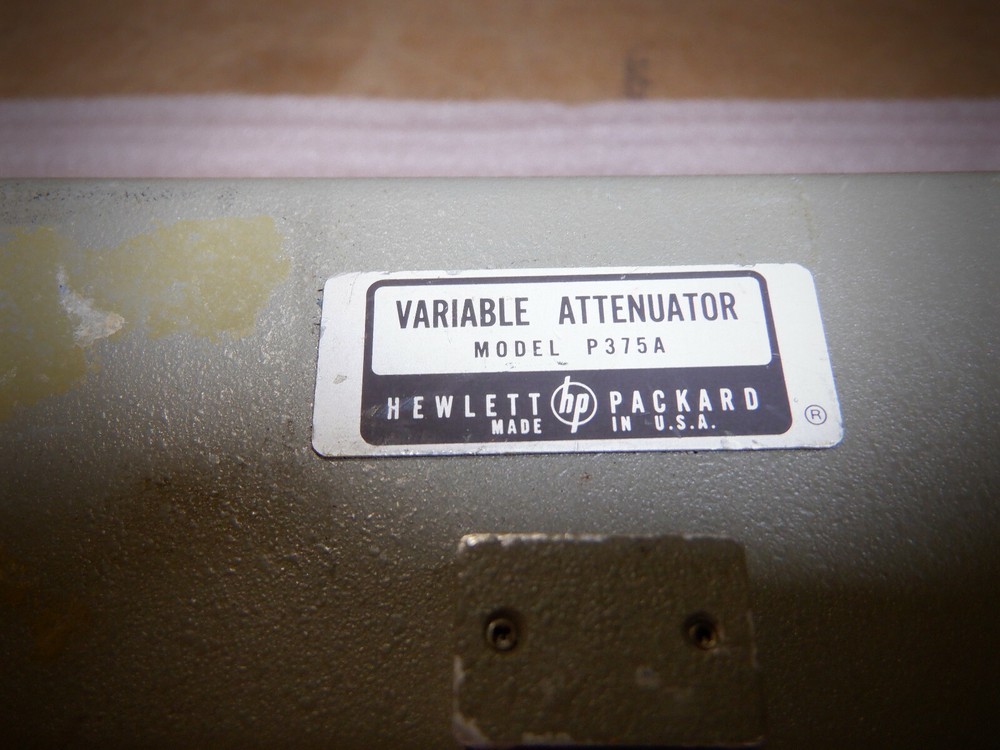 VARIABLE ATTENUATOR
MODEL P375A
HEWLETT hp PACKARD
MADE IN U.S.A.
®